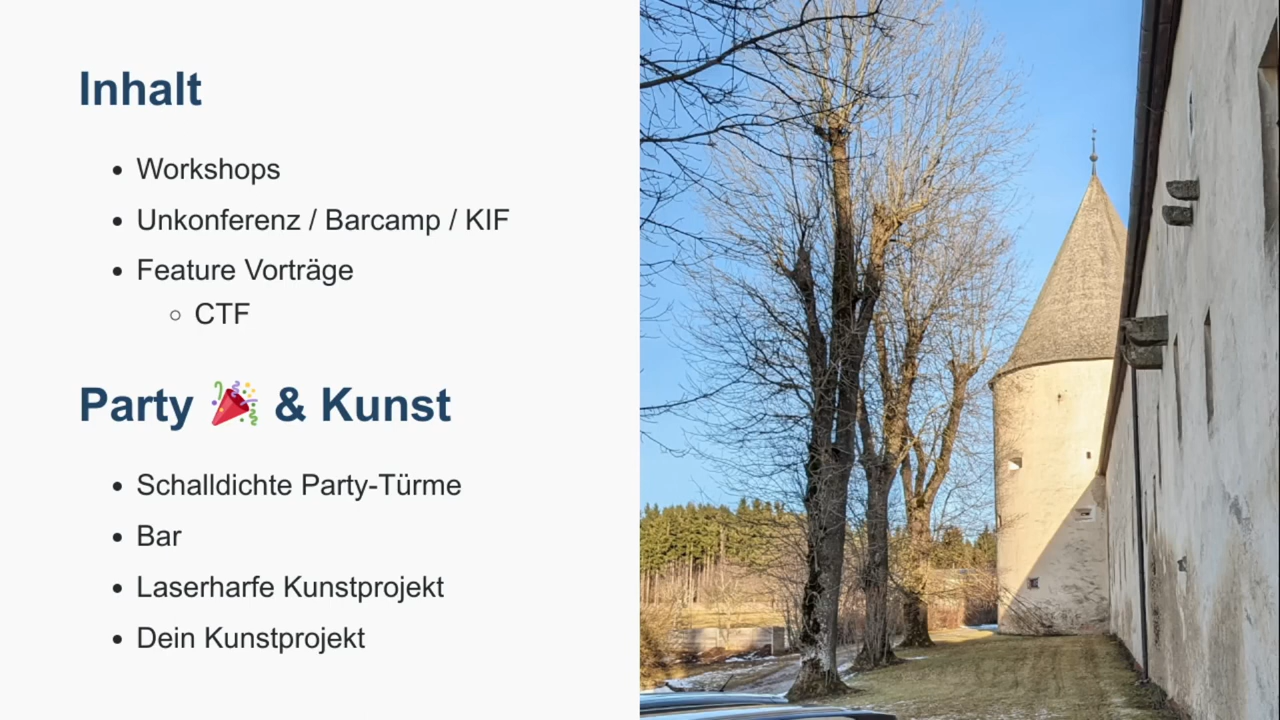 Inhalt
Workshops
Unkonferenz / Barcamp / KIF
Feature Vorträge
CTF
Party 🎉 & Kunst
Schalldichte Party-Türme
Bar
Laserharfe Kunstprojekt
Dein Kunstprojekt